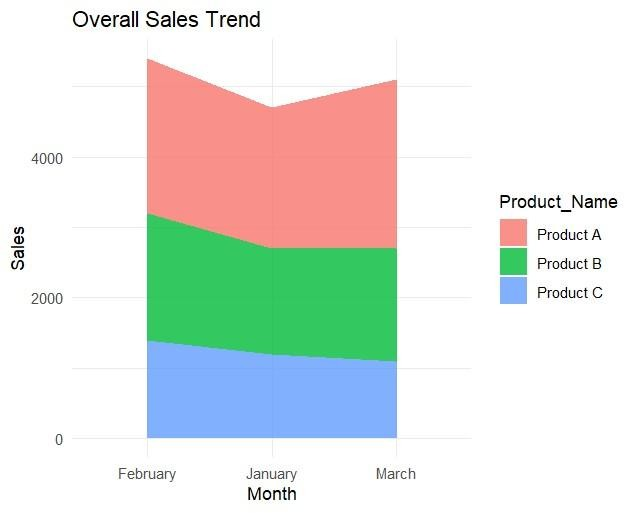 Overall Sales Trend
Sales
4000
2000
0
February January March
Month
Product_Name
Product A
Product B
Product C